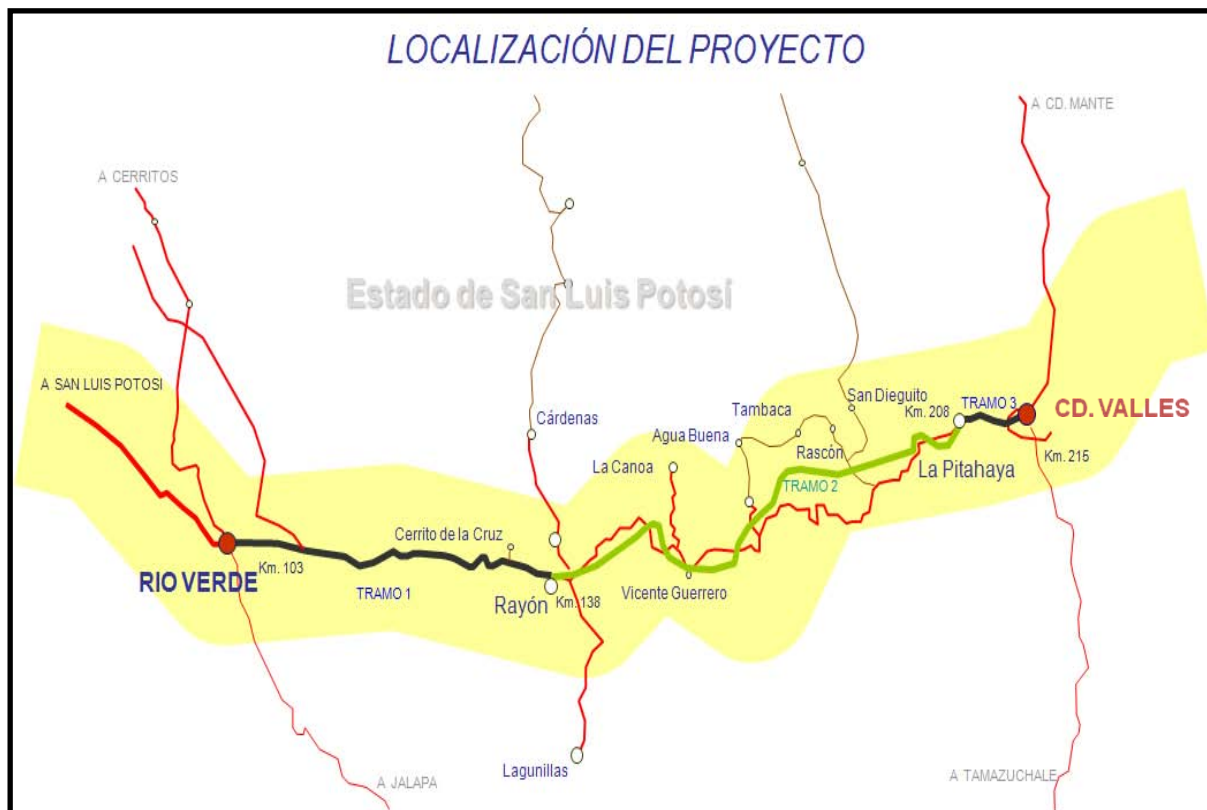 LOCALIZACIÓN DEL PROYECTO
A CD. MANTE
A CERRITOS
Estado de San Luis Potosí
A SAN LUIS POTOSI
Cárdenas
Tambaca
San Dieguito
Km. 208
TRAMO 3
CD. VALLES
Agua Buena
La Canoa
Rascón
La Pitahaya
Km. 215
TRAMO 2
Cerrito de la Cruz
Km. 103
RIO VERDE
TRAMO 1
Rayón
Km. 138
Vicente Guerrero
Lagunillas
A JALAPA
A TAMAZUCHALE